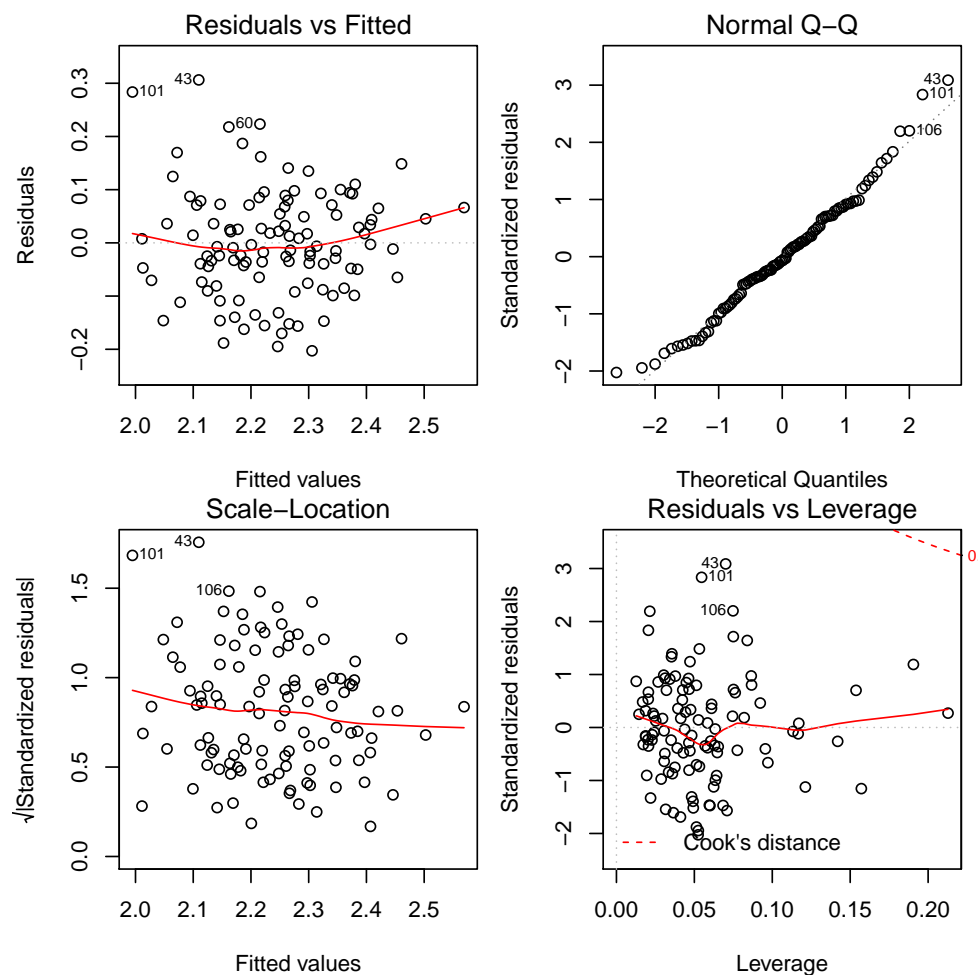 Residuals vs Fitted
Residuals
0.3
0.2
0.1
0.0
−0.2
101
43
60
2.0 2.1 2.2 2.3 2.4 2.5
Fitted values
Normal Q−Q
Standardized residuals
3
2
1
0
−1
−2
43
101
106
−2 −1 0 1 2
Theoretical Quantiles
Scale−Location
√|Standardized residuals|
1.5
1.0
0.5
0.0
101
43
106
2.0 2.1 2.2 2.3 2.4 2.5
Fitted values
Residuals vs Leverage
Standardized residuals
3
2
1
0
−1
−2
43
101
106
Cook's distance
0.00 0.05 0.10 0.15 0.20
Leverage